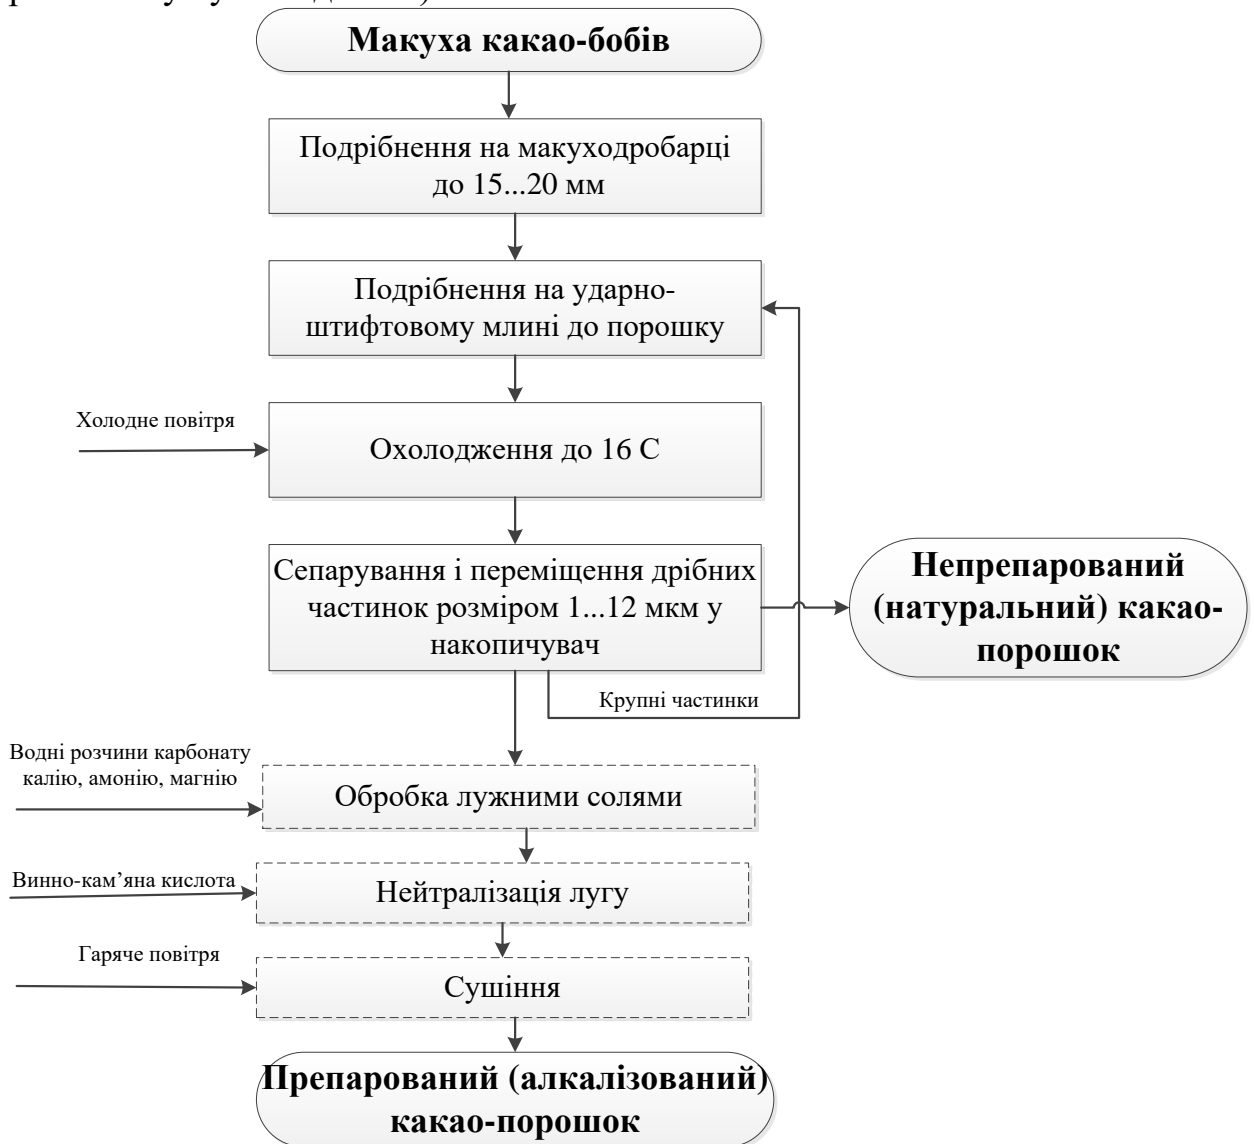 Макуха какао-бобів
Подрібнення на макуходробарці
до 15...20 мм
Подрібнення на ударно-
штифтовому млині до порошку
Холодне повітря
Охолодження до 16 С
Сепарування і переміщення дрібних
частинок розміром 1...12 мкм у
накопичувач
Непрепарований
(натуральний) какао-
порошок
Крупні частинки
Водні розчини карбонату
калію, амонію, магнію
Обробка лужними солями
Винно-кам’яна кислота
Нейтралізація лугу
Гаряче повітря
Сушіння
Препарований (алкалізований)
какао-порошок